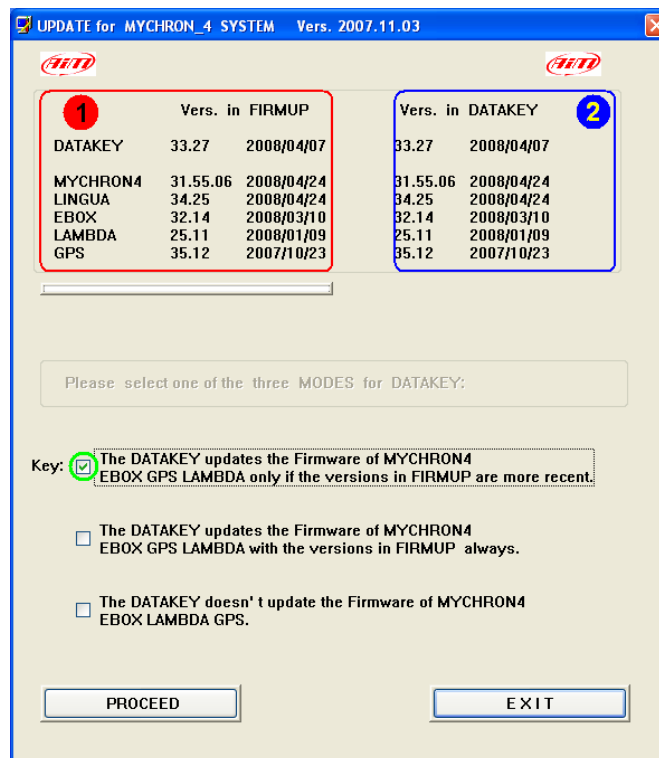 UPDATE for MYCHRON_4 SYSTEM Vers. 2007.11.03
AiM AiM
1 Vers. in FIRMUP Vers. in DATAKEY 2
DATAKEY 33.27 2008/04/07 33.27 2008/04/07
MYCHRON4 31.55.06 2008/04/24 31.55.06 2008/04/24
LINGUA 34.25 2008/04/24 34.25 2008/04/24
EBOX 32.14 2008/03/10 32.14 2008/03/10
LAMBDA 25.11 2008/01/09 25.11 2008/01/09
GPS 35.12 2007/10/23 35.12 2007/10/23
Please select one of the three MODES for DATAKEY:
Key: The DATAKEY updates the Firmware of MYCHRON4
EBOX GPS LAMBDA only if the versions in FIRMUP are more recent.
The DATAKEY updates the Firmware of MYCHRON4
EBOX GPS LAMBDA with the versions in FIRMUP always.
The DATAKEY doesn' t update the Firmware of MYCHRON4
EBOX LAMBDA GPS.
PROCEED EXIT